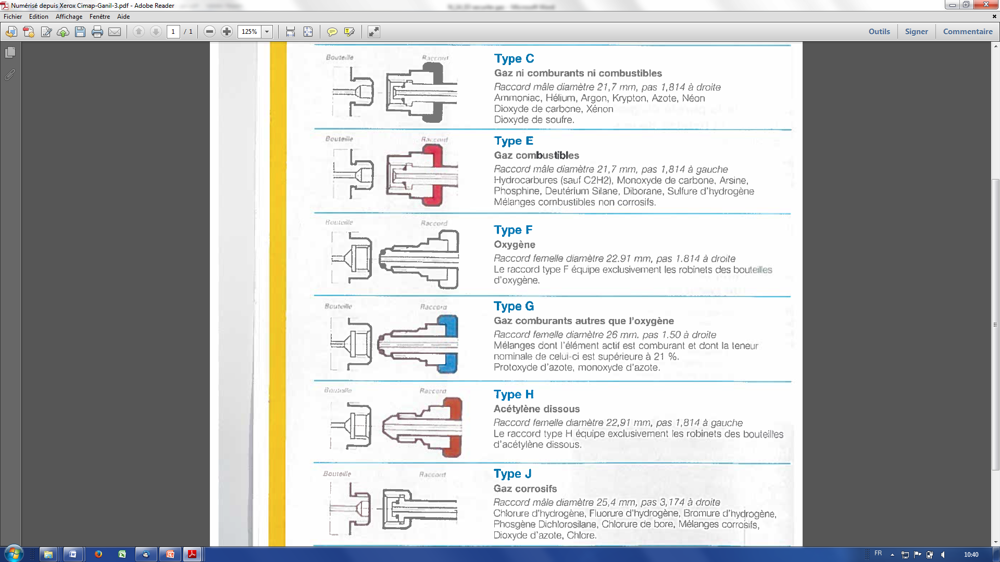 Numérisé depuis Xerox Cimap-Ganil-3.pdf - Adobe Reader
Fichier Edition Affichage Fenêtre Aide
1 / 1 125% Outils Signer Commentaire
Bouteille Raccord
Type C
Gaz ni comburants ni combustibles
Raccord mâle diamètre 21,7 mm, pas 1,814 à droite
Ammoniac, Hélium, Argon, Krypton, Azote, Néon
Dioxyde de carbone, Xénon
Dioxyde de soufre.
Bouteille Raccord
Type E
Gaz combustibles
Raccord mâle diamètre 21,7 mm, pas 1,814 à gauche
Hydrocarbures (sauf C2H2), Monoxyde de carbone, Arsine,
Phosphine, Deutérium Silane, Diborane, Sulfure d'hydrogène
Mélanges combustibles non corrosifs.
Bouteille Raccord
Type F
Oxygène
Raccord femelle diamètre 22.91 mm, pas 1.814 à droite
Le raccord type F équipe exclusivement les robinets des bouteilles
d'oxygène.
Bouteille Raccord
Type G
Gaz comburants autres que l'oxygène
Raccord femelle diamètre 26 mm. pas 1.50 à droite
Mélanges dont l'élément actif est comburant et dont la teneur
nominale de celui-ci est supérieure à 21 %.
Protoxyde d'azote, monoxyde d'azote.
Bouteille Raccord
Type H
Acétylène dissous
Raccord femelle diamètre 22,91 mm, pas 1,814 à gauche
Le raccord type H équipe exclusivement les robinets des bouteilles
d'acétylène dissous.
Bouteille Raccord
Type J
Gaz corrosifs
Raccord mâle diamètre 25,4 mm, pas 3,174 à droite
Chlorure d'hydrogène, Fluorure d'hydrogène, Bromure d'hydrogène,
Phosgène Dichlorosilane, Chlorure de bore, Mélanges corrosifs,
Dioxyde d'azote, Chlore.
FR 10:40